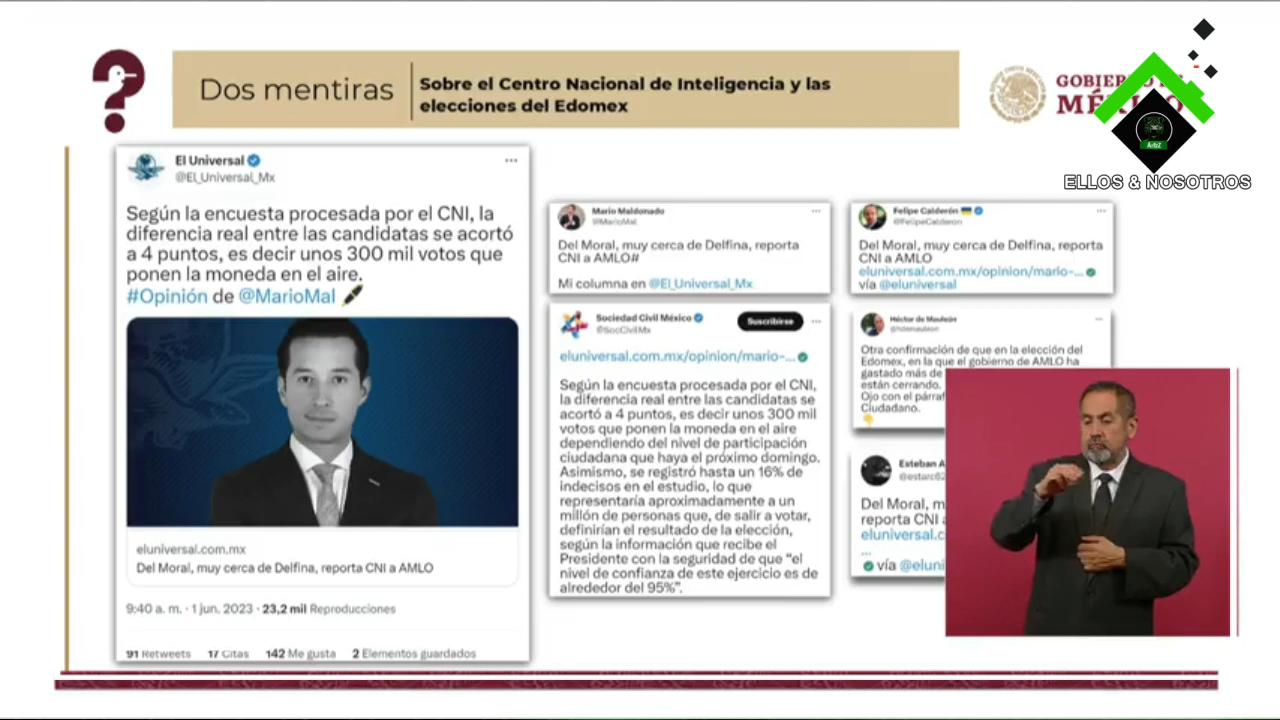 Dos mentiras
Sobre el Centro Nacional de Inteligencia y las
elecciones del Edomex
GOBIERNO DE
MÉXICO
ArbZ
ELLOS & NOSOTROS
El Universal
@El_Universal_Mx
Según la encuesta procesada por el CNI, la
diferencia real entre las candidatas se acortó
a 4 puntos, es decir unos 300 mil votos que
ponen la moneda en el aire.
#Opinión de @MarioMal
eluniversal.com.mx
Del Moral, muy cerca de Delfina, reporta CNI a AMLO
9:40 a. m. · 1 jun. 2023 · 23,2 mil Reproducciones
91 Retweets 17 Citas 142 Me gusta 2 Elementos guardados
Mario Maldonado
@MarioMal
Del Moral, muy cerca de Delfina, reporta
CNI a AMLO#
Mi columna en @El_Universal_Mx
Sociedad Civil México
@SocCivilMx
Suscribirse
eluniversal.com.mx/opinion/mario-...
Según la encuesta procesada por el CNI,
la diferencia real entre las candidatas se
acortó a 4 puntos, es decir unos 300 mil
votos que ponen la moneda en el aire
dependiendo del nivel de participación
ciudadana que haya el próximo domingo.
Asimismo, se registró hasta un 16% de
indecisos en el estudio, lo que
representaría aproximadamente a un
millón de personas que, de salir a votar,
definirían el resultado de la elección,
según la información que recibe el
Presidente con la seguridad de que “el
nivel de confianza de este ejercicio es de
alrededor del 95%”.
Felipe Calderón
@FelipeCalderon
Del Moral, muy cerca de Delfina, reporta
CNI a AMLO
eluniversal.com.mx/opinion/mario-...
vía @eluniversal
Héctor de Mauleón
@hdemauleon
Otra confirmación de que en la elección del
Edomex, en la que el gobierno de AMLO ha
gastado más de
están cerrando.
Ojo con el párraf
Ciudadano.
Esteban A
@estarc62
Del Moral, m
reporta CNI a
eluniversal.c
...
vía @eluni